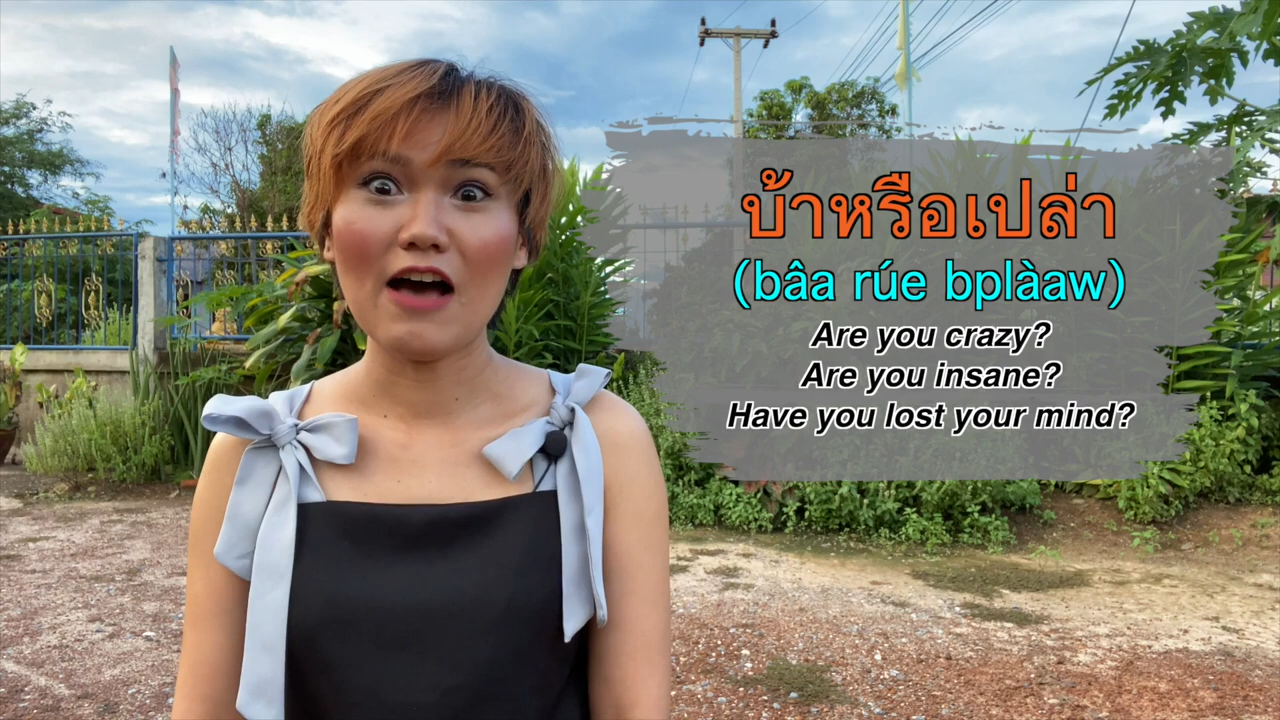 บ้าหรือเปล่า
(bâa rúe bplàaw)
Are you crazy?
Are you insane?
Have you lost your mind?